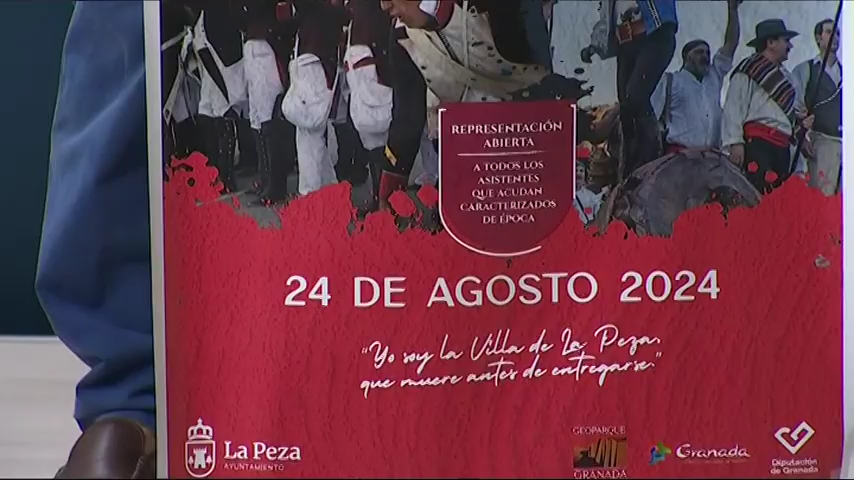 REPRESENTACIÓN
ABIERTA
A TODOS LOS
ASISTENTES
QUE ACUDAN
CARACTERIZADOS
DE ÉPOCA
24 DE AGOSTO 2024
"Yo soy la Villa de La Peza,
que muere antes de entregarse."
La Peza
AYUNTAMIENTO
GEOPARQUE
GRANADA
Granada
Diputación
de Granada